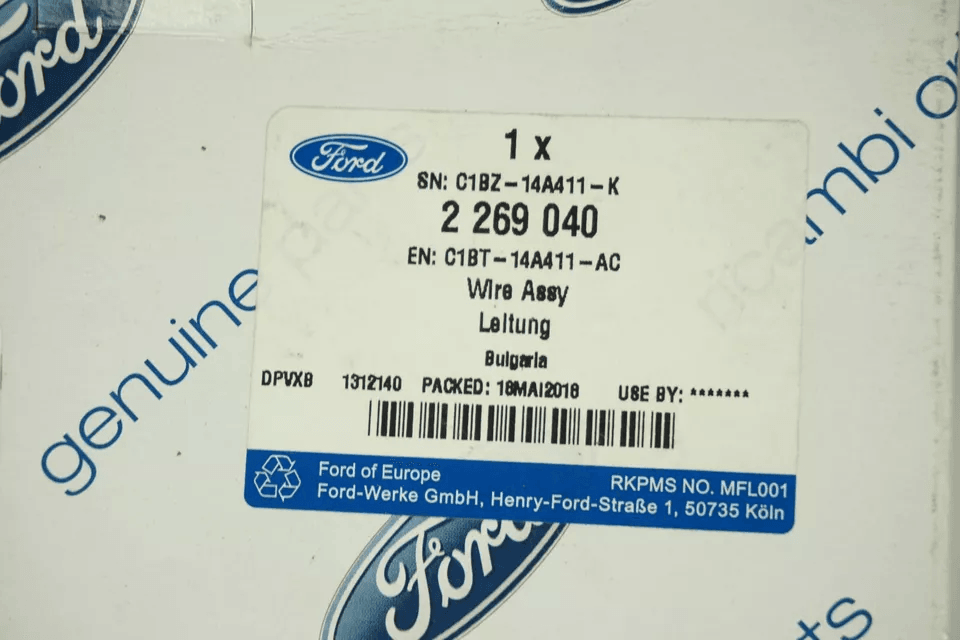 Ford
1 x
Ford
SN: C1BZ-14A411-K
2 269 040
EN: C1BT-14A411-AC
Wire Assy
Leitung
Bulgaria
DPVXB 1312140 PACKED: 18MAI2018 USE BY: *******
Ford of Europe
RKPMS NO. MFL001
Ford-Werke GmbH, Henry-Ford-Straße 1, 50735 Köln
genuine
ricambi
Ford